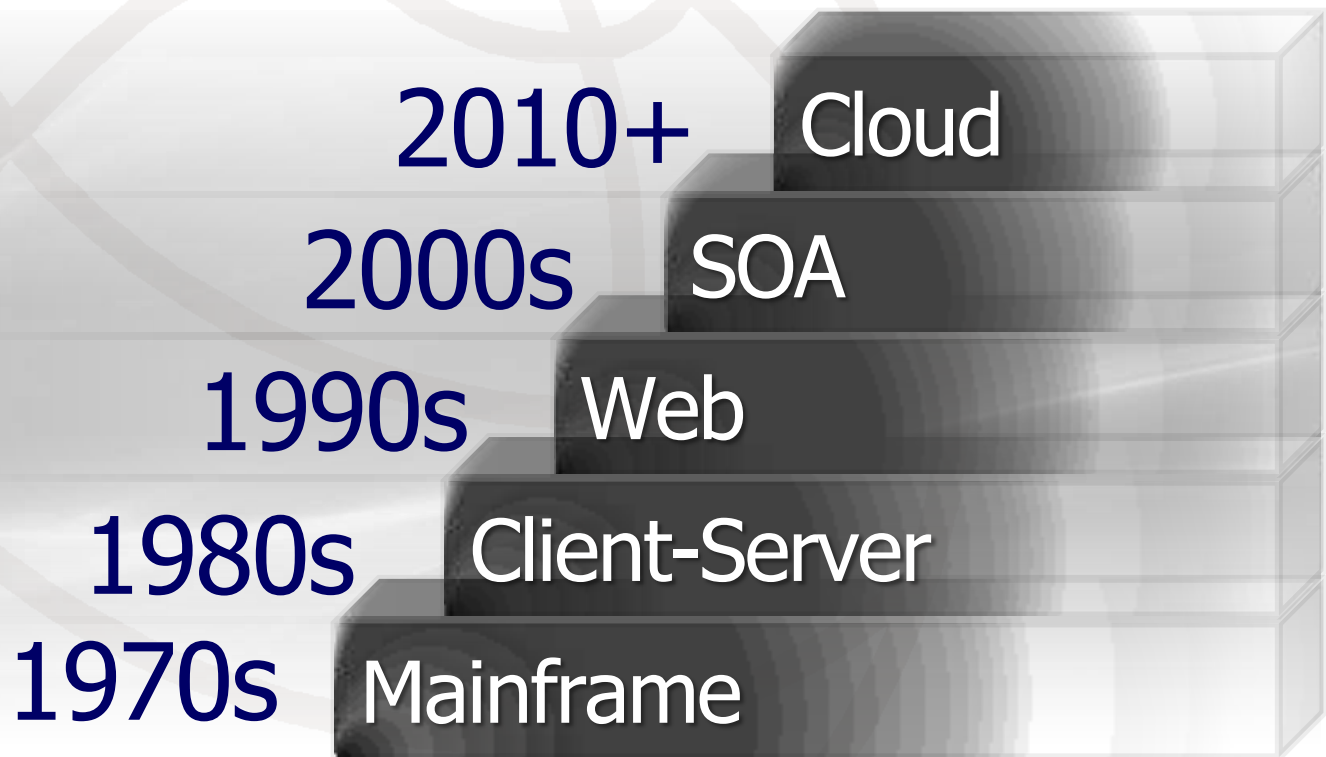 2010+ Cloud
2000s SOA
1990s Web
1980s Client-Server
1970s Mainframe